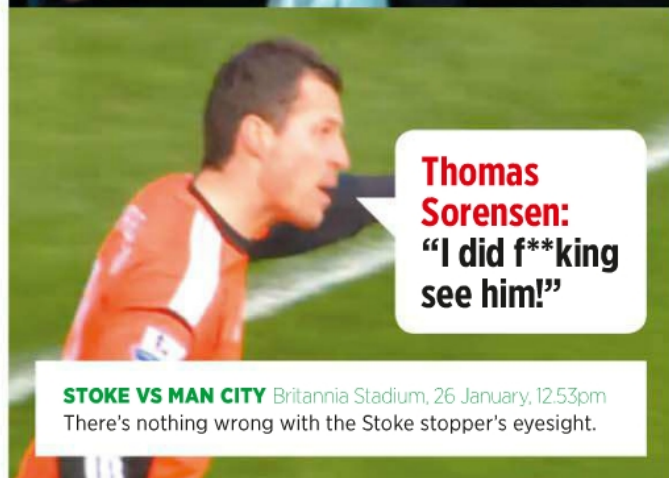 Thomas
Sorensen:
“I did f**king
see him!”
STOKE VS MAN CITY Britannia Stadium, 26 January, 12.53pm
There’s nothing wrong with the Stoke stopper’s eyesight.